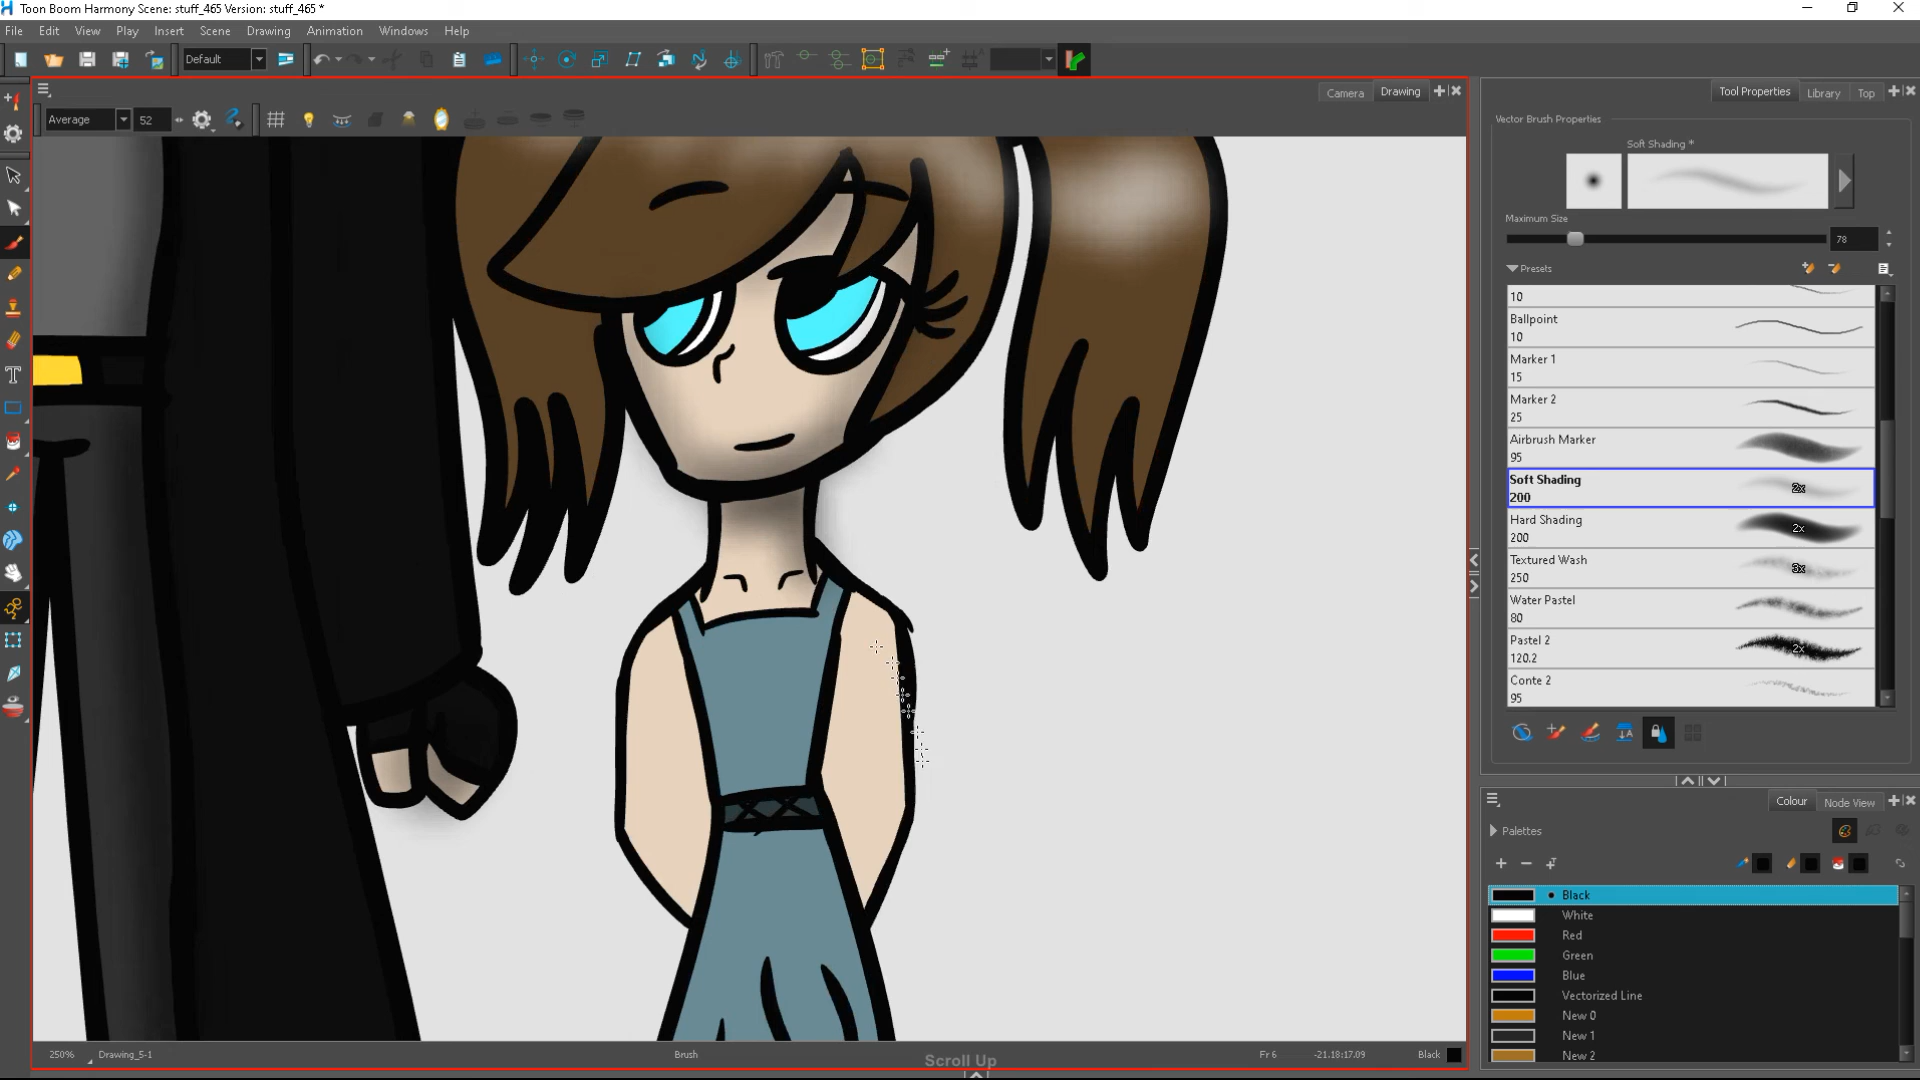 Toon Boom Harmony Scene: stuff_465 Version: stuff_465 *
File Edit View Play Insert Scene Drawing Animation Windows Help
Default
Camera Drawing
Average 52
Tool Properties Library Top
Vector Brush Properties
Soft Shading *
Maximum Size
78
Presets
10
Ballpoint
10
Marker 1
15
Marker 2
25
Airbrush Marker
95
Soft Shading
200
2x
Hard Shading
200
2x
Textured Wash
250
3x
Water Pastel
80
Pastel 2
120.2
2x
Conte 2
95
Colour Node View
Palettes
Black
White
Red
Green
Blue
Vectorized Line
New 0
New 1
New 2
250% Drawing_5-1 Brush Fr 6 -21.18:17.09 Black
Scroll Up